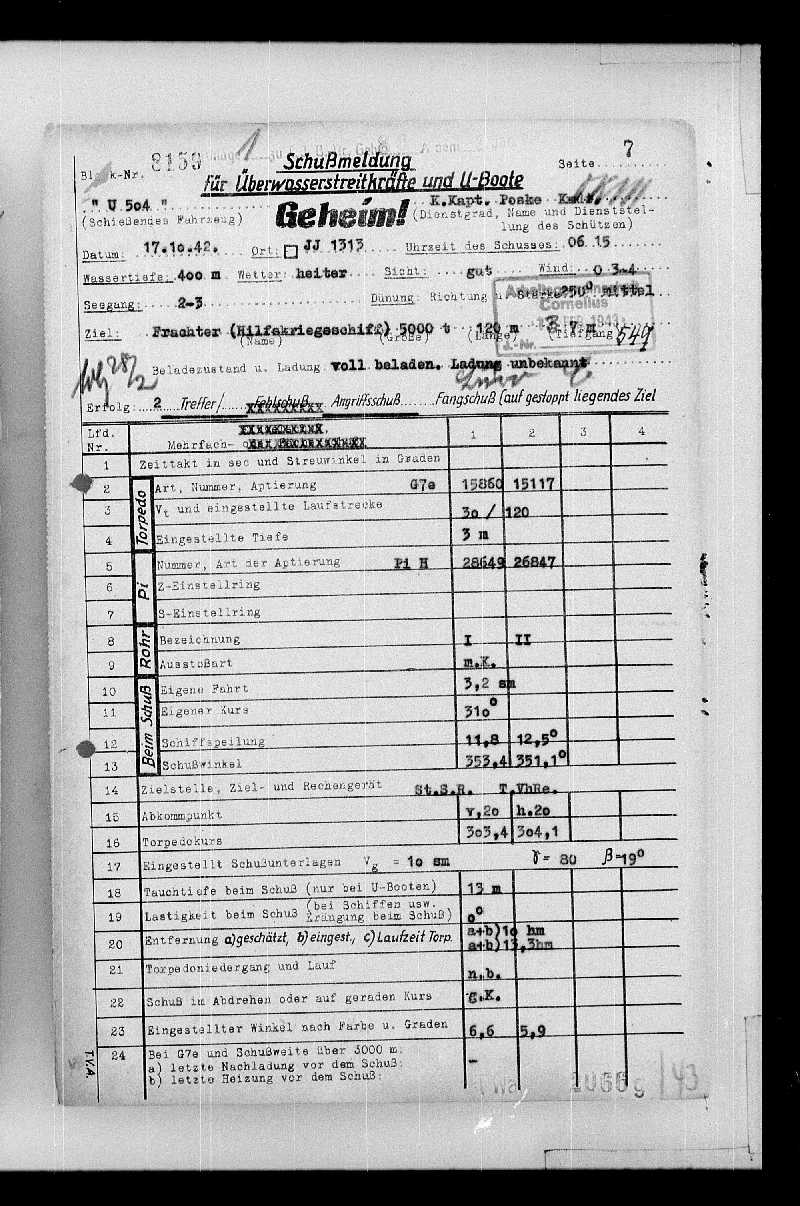 8159
Schußmeldung
Seite 7
Blo k-Nr.
für Überwasserstreitkräfte und U-Boote
" U 504 "
Geheim!
K.Kapt. Poske
(Schießendes Fahrzeug)
(Dienstgrad, Name und Dienststel-
lung des Schützen)
Datum: 17.10.42. Ort: JJ 1313 Uhrzeit des Schusses: 06 15
Wassertiefe: 400 m Wetter: heiter Sicht: gut Wind: O 3-4
Seegang: 2-3 Dünung: Richtung u. Stärke 250° mittel
Cornelius
1943
J.-Nr.
549
Ziel: Frachter (Hilfskriegsschiff) 5000 t 120 m 7 m
(Name) (Größe) (Länge) (Tiefgang)
28/2
Beladezustand u. Ladung voll beladen. Ladung unbekannt
Erfolg: 2 Treffer/ Fehlschuß Angriffsschuß Fangschuß (auf gestoppt liegendes Ziel
Lfd. Nr. Mehrfach- 1 2 3 4
1 Zeittakt in sec und Streuwinkel in Graden
Torpedo
2 Art, Nummer, Aptierung G7e 15860 15117
3 Vt und eingestellte Laufstrecke 30 / 120
4 Eingestellte Tiefe 3 m
Pi
5 Nummer, Art der Aptierung Pi H 28649 26847
6 Z-Einstellring
7 S-Einstellring
Rohr
8 Bezeichnung I II
9 Ausstoßart m.K.
Beim Schuß
10 Eigene Fahrt 3,2 sm
11 Eigener Kurs 310°
12 Schiffspeilung 11,8 12,5°
13 Schußwinkel 353,4 351,1°
14 Zielstelle, Ziel- und Rechengerät St.S.R. T.VhRe.
15 Abkommpunkt v,20 h.20
16 Torpedokurs 303,4 304,1
17 Eingestellt Schußunterlagen Vg = 10 sm γ= 80 β=19°
18 Tauchtiefe beim Schuß (nur bei U-Booten) 13 m
19 Lastigkeit beim Schuß (bei Schiffen usw. Krängung beim Schuß) 0°
20 Entfernung a) geschätzt, b) eingest., c) Laufzeit Torp. a+b)10 hm
a+b)13,3hm
21 Torpedoniedergang und Lauf n.b.
22 Schuß im Abdrehen oder auf geraden Kurs g.K.
23 Eingestellter Winkel nach Farbe u. Graden 6,6 5,9
24 Bei G7e und Schußweite über 3000 m:
a) letzte Nachladung vor dem Schuß: -
b) letzte Heizung vor dem Schuß:
T.V.A.
43